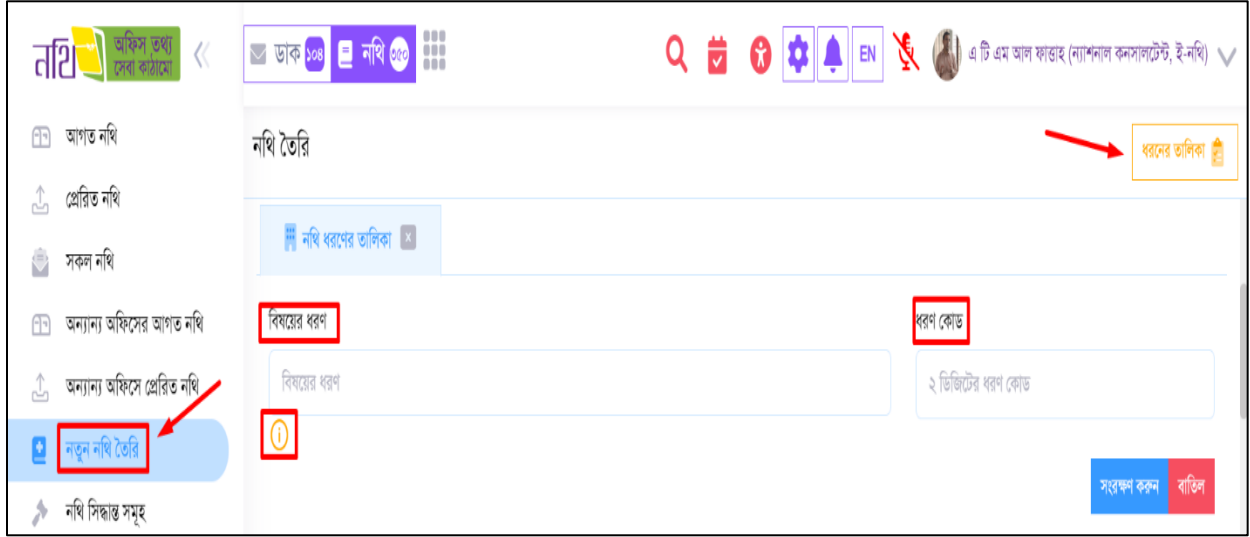 নথি অফিস তথ্য সেবা কাঠামো
ডাক ১০৪ নথি ৩৫০ EN এ টি এম আল ফাত্তাহ (ন্যাশনাল কনসালটেন্ট, ই-নথি)
আগত নথি
প্রেরিত নথি
সকল নথি
অন্যান্য অফিসের আগত নথি
অন্যান্য অফিসে প্রেরিত নথি
নতুন নথি তৈরি
নথি সিদ্ধান্ত সমূহ
নথি তৈরি
ধরনের তালিকা
নথি ধরণের তালিকা x
বিষয়ের ধরণ
ধরণ কোড
বিষয়ের ধরণ
২ ডিজিটের ধরণ কোড
সংরক্ষণ করুন বাতিল